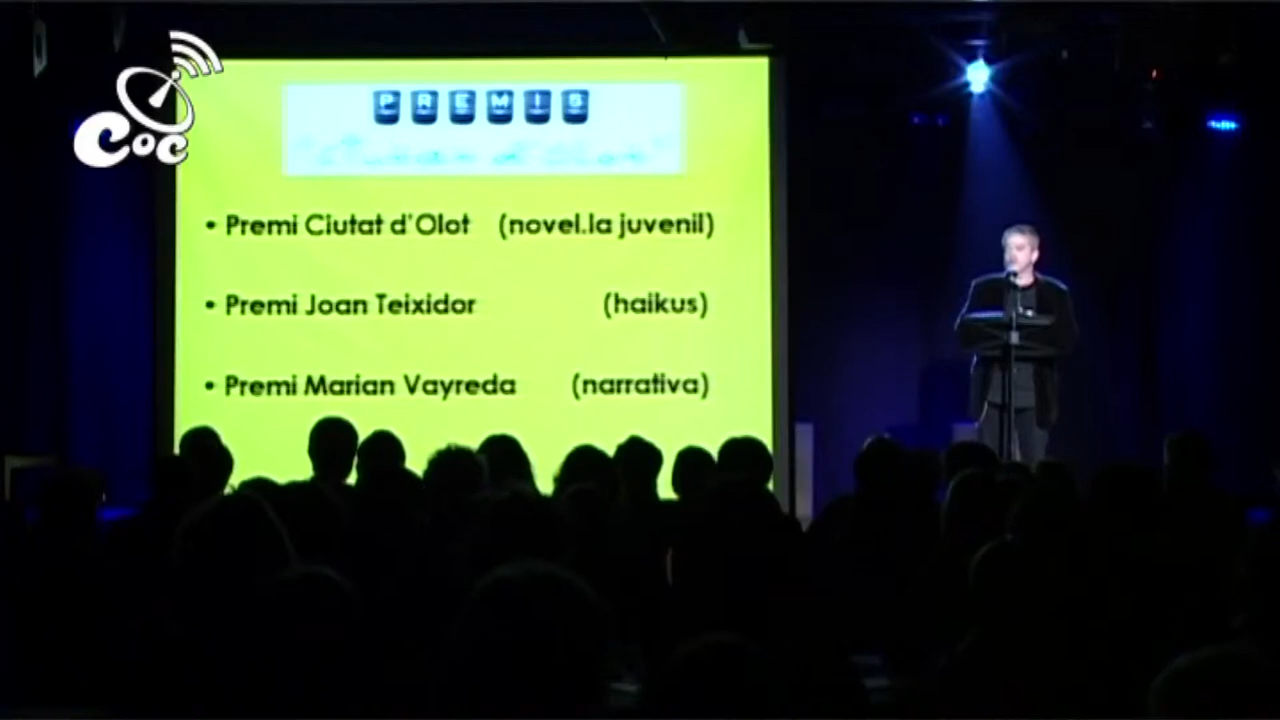 coc
PREMIS
• Premi Ciutat d'Olot (novel.la juvenil)
• Premi Joan Teixidor (haikus)
• Premi Marian Vayreda (narrativa)